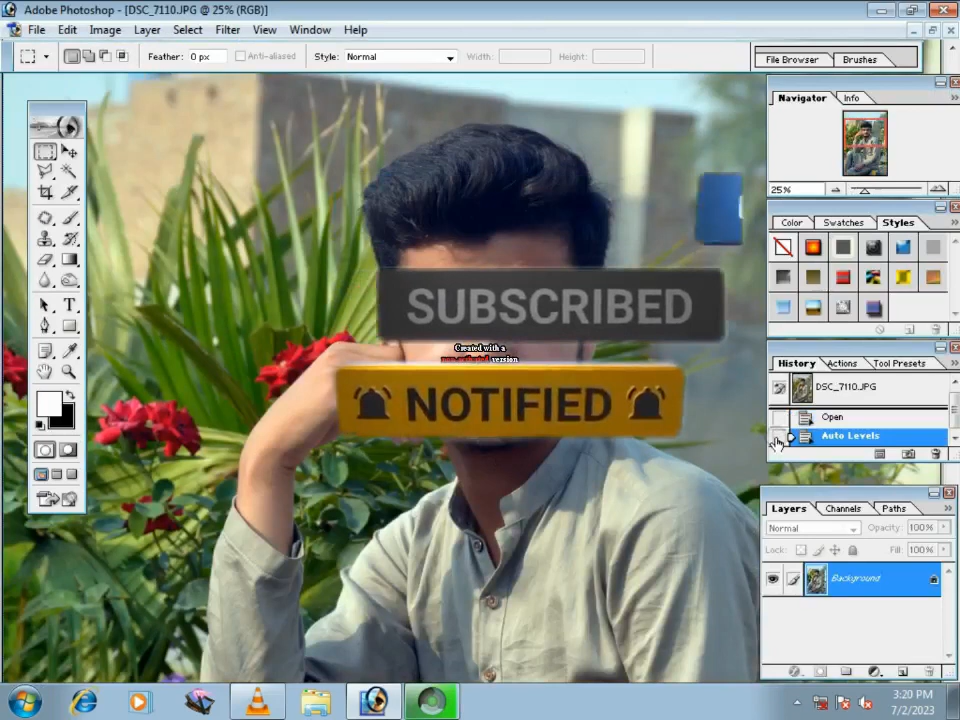 Adobe Photoshop - [DSC_7110.JPG @ 25% (RGB)]
File Edit Image Layer Select Filter View Window Help
Feather: 0 px Anti-aliased Style: Normal Width: Height: File Browser Brushes
Navigator Info
25%
Color Swatches Styles
SUBSCRIBED
Created with a
non-activated version
NOTIFIED
History Actions Tool Presets
DSC_7110.JPG
Open
Auto Levels
Layers Channels Paths
Normal Opacity: 100%
Lock: Fill: 100%
Background
3:20 PM
7/2/2023